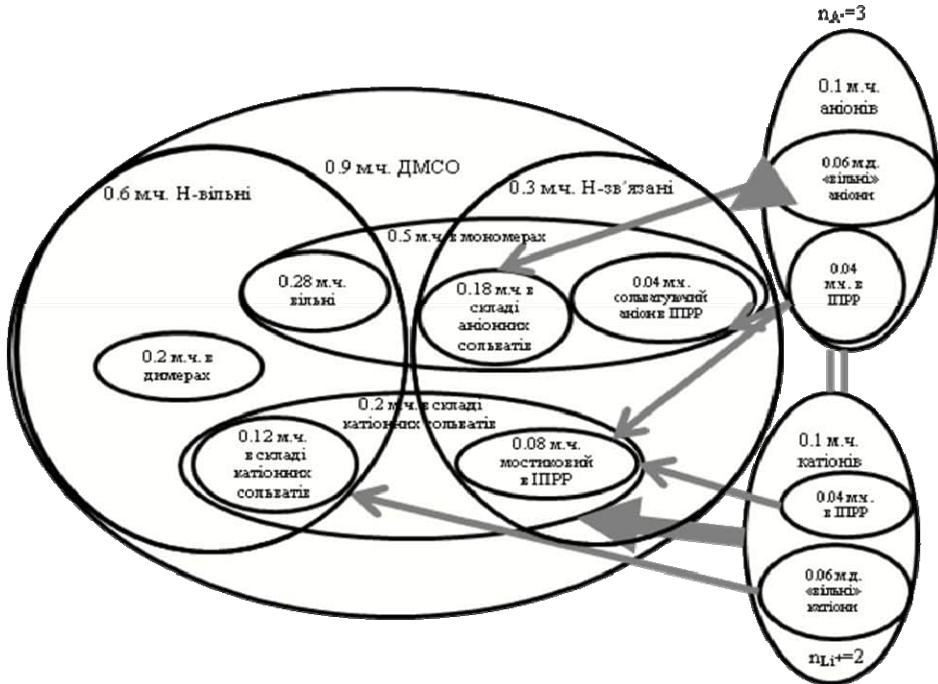 n_A-=3
0.1 м.ч.
аніонів
0.06 м.д.
«вільні»
аніони
0.04
м.ч. в
ІПРР
0.9 м.ч. ДМСО
0.6 м.ч. Н-вільні
0.3 м.ч. Н-зв'язані
0.5 м.ч. в мономерах
0.28 м.ч.
вільні
0.18 м.ч. в
складі
аніонних
сольватів
0.04 м.ч.
сольватуючий
аніон в ІПРР
0.2 м.ч. в
димерах
0.2 м.ч. в складі
катіонних сольватів
0.12 м.ч.
в складі
катіонних
сольватів
0.08 м.ч.
мостиковий
в ІПРР
0.1 м.ч.
катіонів
0.04 м.ч.
в ІПРР
0.06 м.д.
«вільні»
катіони
n_Li+=2